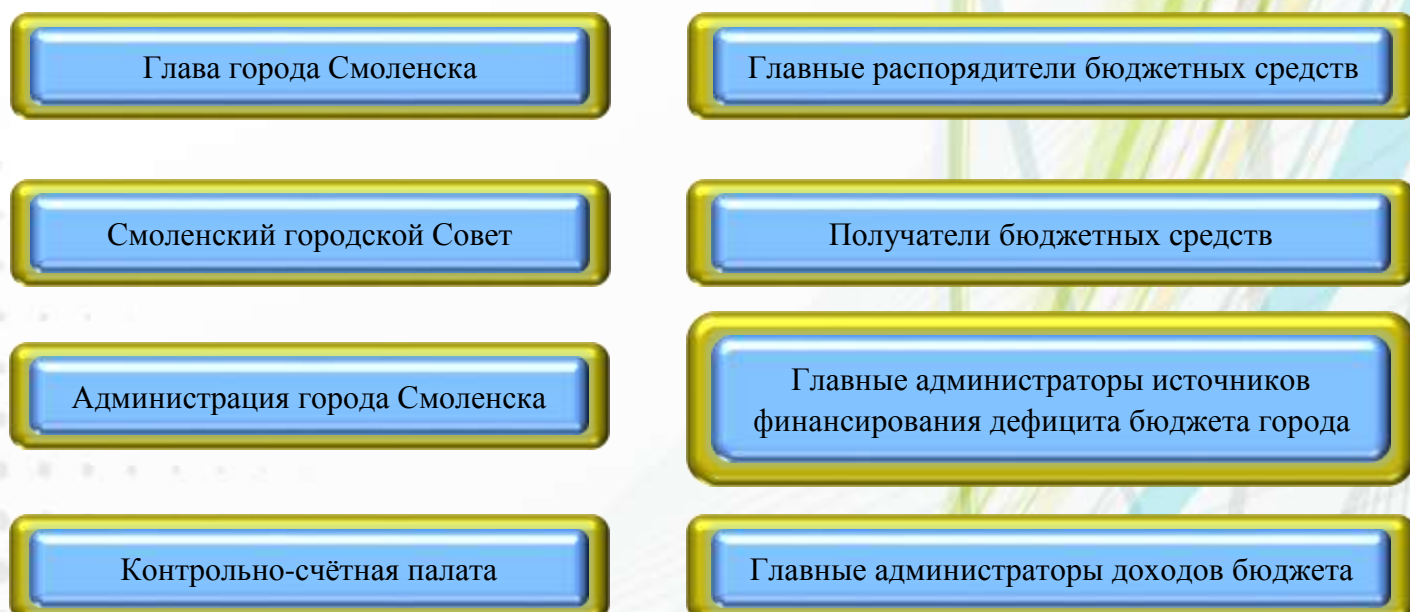 Глава города Смоленска
Главные распорядители бюджетных средств
Смоленский городской Совет
Получатели бюджетных средств
Администрация города Смоленска
Главные администраторы источников
финансирования дефицита бюджета города
Контрольно-счётная палата
Главные администраторы доходов бюджета